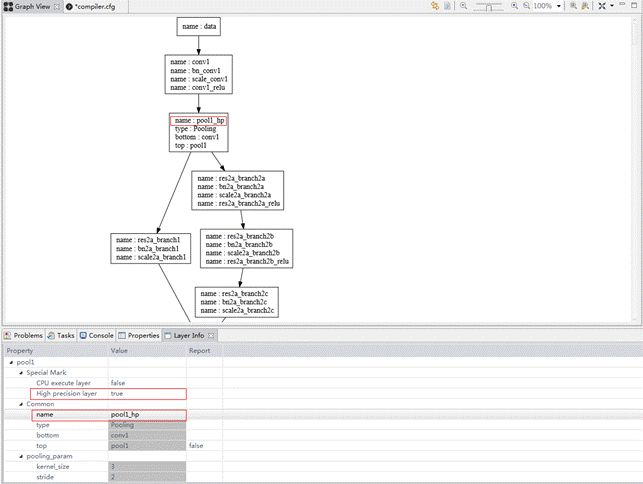 Graph View *compiler.cfg 100%
name : data
name : conv1
name : bn_conv1
name : scale_conv1
name : conv1_relu
name : pool1_hp
type : Pooling
bottom : conv1
top : pool1
name : res2a_branch2a
name : bn2a_branch2a
name : scale2a_branch2a
name : res2a_branch2a_relu
name : res2a_branch1
name : bn2a_branch1
name : scale2a_branch1
name : res2a_branch2b
name : bn2a_branch2b
name : scale2a_branch2b
name : res2a_branch2b_relu
name : res2a_branch2c
name : bn2a_branch2c
name : scale2a_branch2c
Problems Tasks Console Properties Layer Info
Property Value Report
pool1
Special Mark
CPU execute layer false
High precision layer true
Common
name pool1_hp
type Pooling
bottom conv1
top pool1 false
pooling_param
kernel_size 3
stride 2